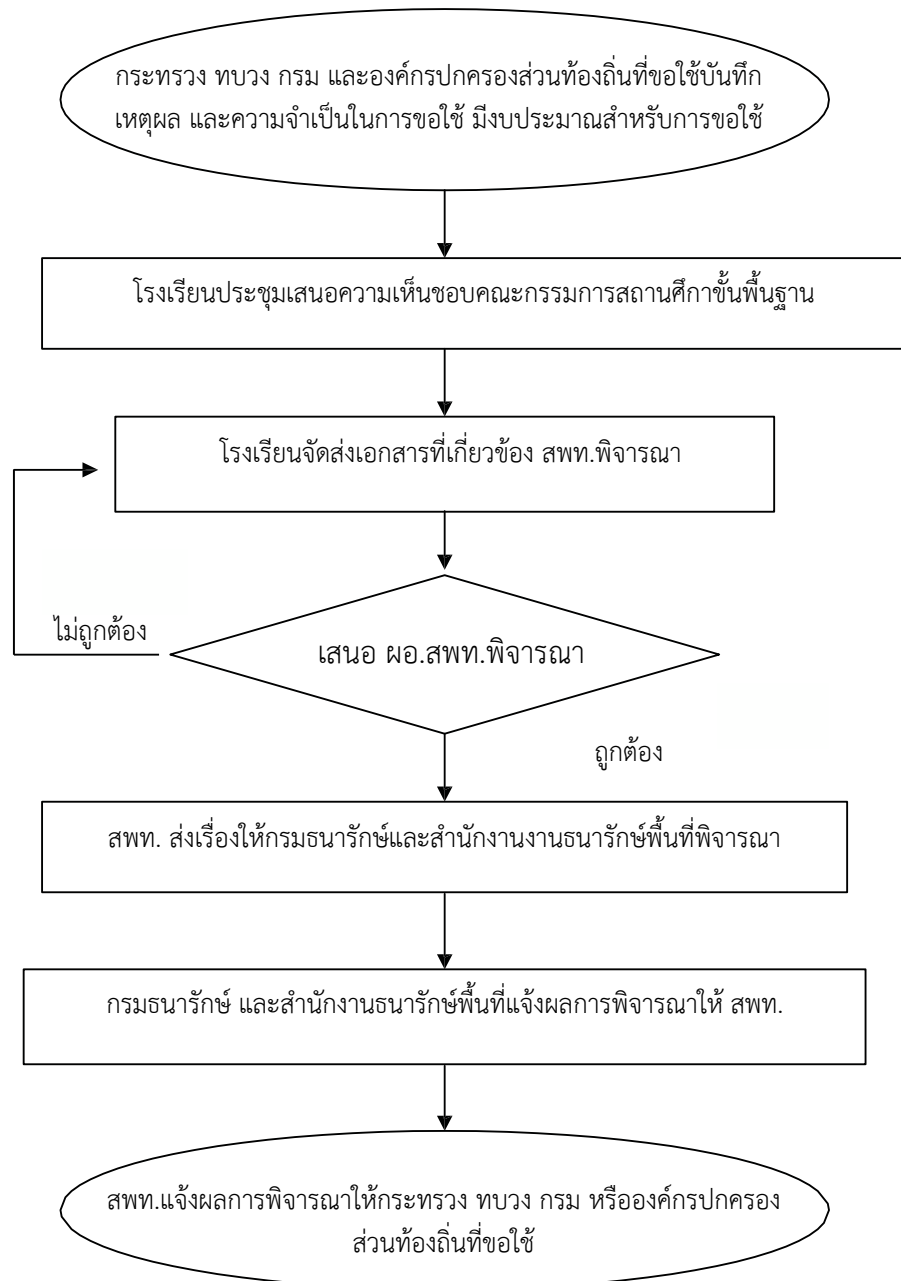 กระทรวง ทบวง กรม และองค์กรปกครองส่วนท้องถิ่นที่ขอใช้บันทึก
เหตุผล และความจำเป็นในการขอใช้ มีงบประมาณสำหรับการขอใช้
โรงเรียนประชุมเสนอความเห็นชอบคณะกรรมการสถานศึกาขั้นพื้นฐาน
โรงเรียนจัดส่งเอกสารที่เกี่ยวข้อง สพท.พิจารณา
ไม่ถูกต้อง
เสนอ ผอ.สพท.พิจารณา
ถูกต้อง
สพท. ส่งเรื่องให้กรมธนารักษ์และสำนักงานงานธนารักษ์พื้นที่พิจารณา
กรมธนารักษ์ และสำนักงานธนารักษ์พื้นที่แจ้งผลการพิจารณาให้ สพท.
สพท.แจ้งผลการพิจารณาให้กระทรวง ทบวง กรม หรือองค์กรปกครอง
ส่วนท้องถิ่นที่ขอใช้